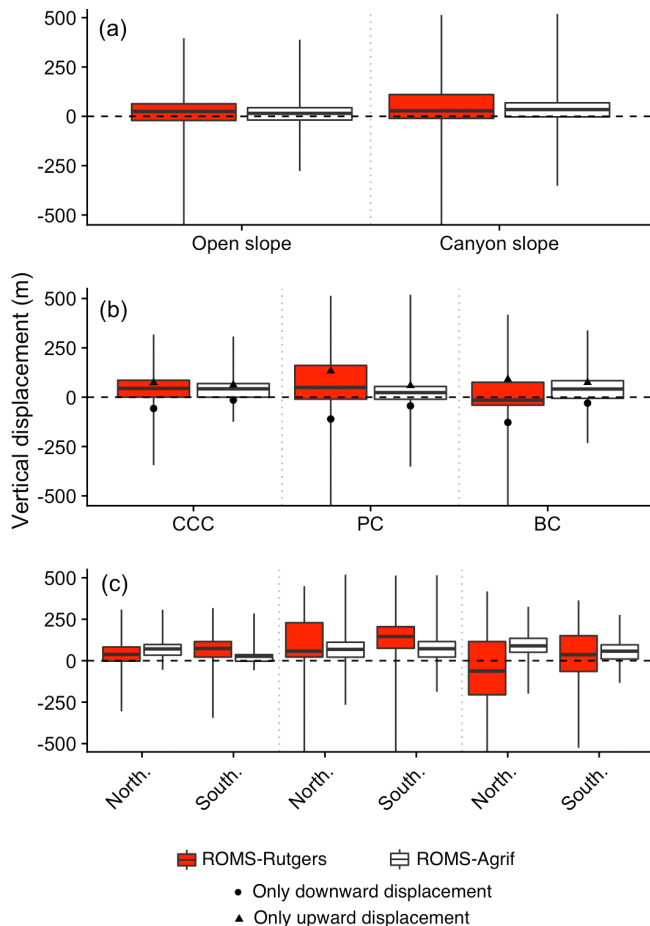 (a)
500
250
0
-250
-500
Open slope Canyon slope
Vertical displacement (m)
(b)
500
250
0
-250
-500
CCC PC BC
(c)
500
250
0
-250
-500
North. South. North. South. North. South.
ROMS-Rutgers ROMS-Agrif
Only downward displacement
Only upward displacement